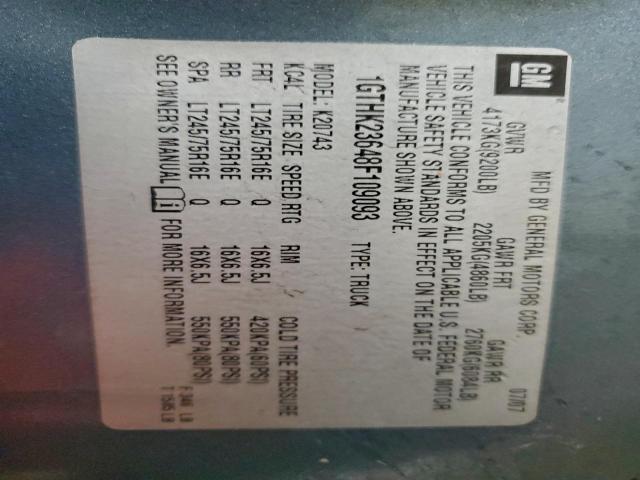 GM
MFD BY GENERAL MOTORS CORP 07/07
GVWR GAWR FRT GAWR RR
4173KG(9200LB) 2205KG(4860LB) 2760KG(6084LB)
THIS VEHICLE CONFORMS TO ALL APPLICABLE U.S. FEDERAL MOTOR
VEHICLE SAFETY STANDARDS IN EFFECT ON THE DATE OF
MANUFACTURE SHOWN ABOVE.
1GTHK23648F109093 TYPE: TRUCK
MODEL: K20743
KC4L TIRE SIZE SPEED RTG RIM COLD TIRE PRESSURE
FRT LT245/75R16E Q 16X6.5J 420KPA(61PSI)
RR LT245/75R16E Q 16X6.5J 550KPA(80PSI)
SPA LT245/75R16E Q 16X6.5J 550KPA(80PSI)
SEE OWNER'S MANUAL FOR MORE INFORMATION.